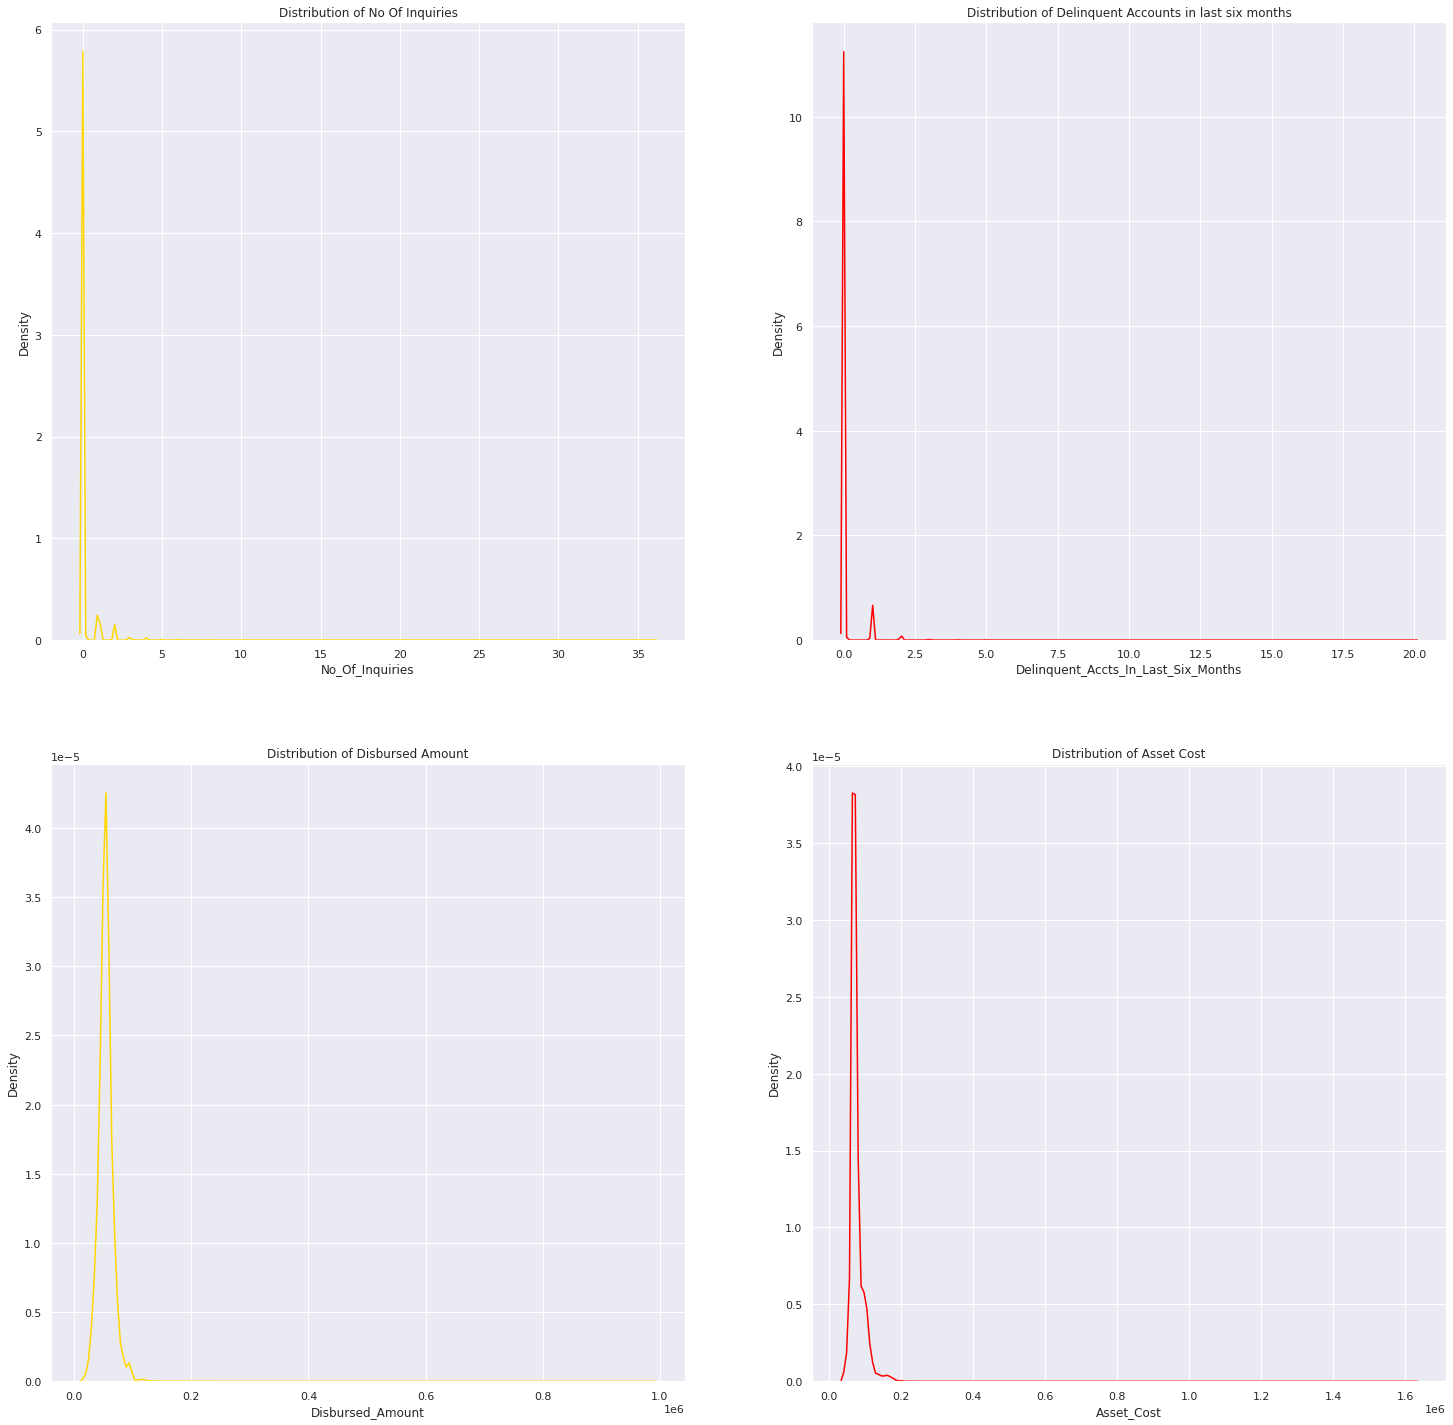 Distribution of No Of Inquiries
6
5
4
3
2
1
0
Density
0 5 10 15 20 25 30 35
No_Of_Inquiries
Distribution of Delinquent Accounts in last six months
10
8
6
4
2
0
Density
0.0 2.5 5.0 7.5 10.0 12.5 15.0 17.5 20.0
Delinquent_Accts_In_Last_Six_Months
Distribution of Disbursed Amount
1e−5
4.0
3.5
3.0
2.5
2.0
1.5
1.0
0.5
0.0
Density
0.0 0.2 0.4 0.6 0.8 1.0
1e6
Disbursed_Amount
Distribution of Asset Cost
1e−5
4.0
3.5
3.0
2.5
2.0
1.5
1.0
0.5
0.0
Density
0.0 0.2 0.4 0.6 0.8 1.0 1.2 1.4 1.6
1e6
Asset_Cost